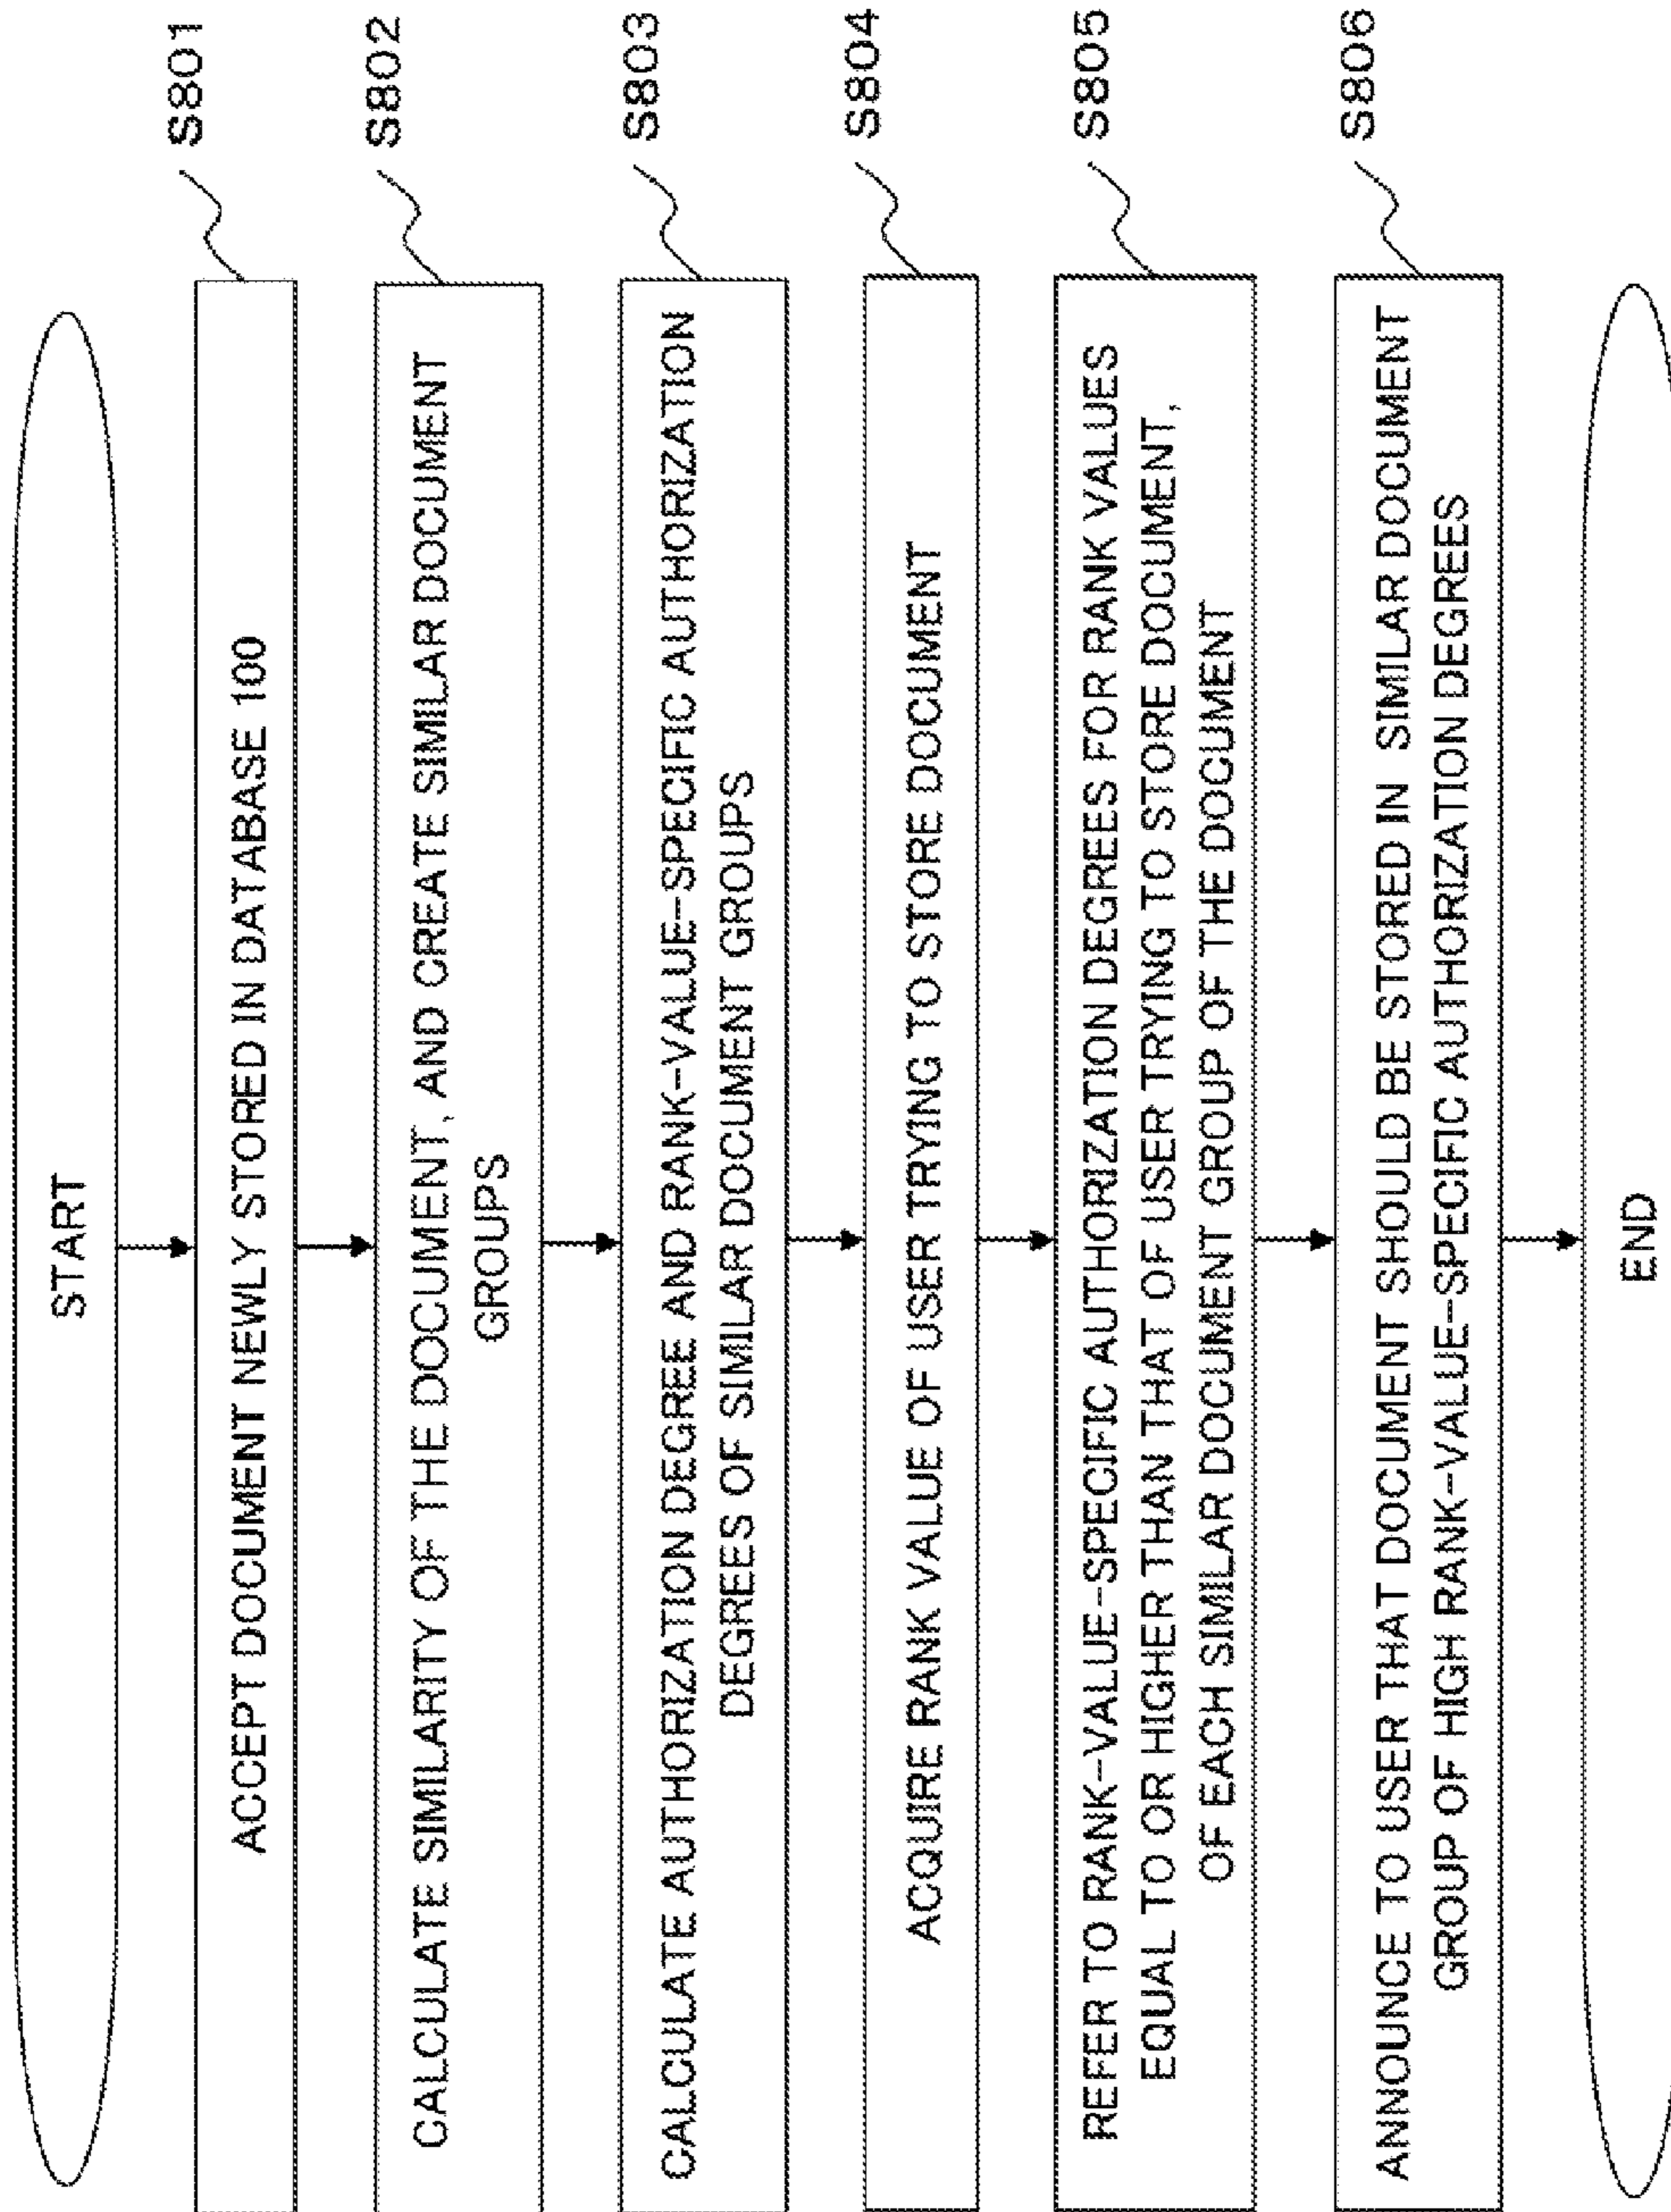 START
S801
ACCEPT DOCUMENT NEWLY STORED IN DATABASE 100
S802
CALCULATE SIMILARITY OF THE DOCUMENT, AND CREATE SIMILAR DOCUMENT
GROUPS
S803
CALCULATE AUTHORIZATION DEGREE AND RANK-VALUE-SPECIFIC AUTHORIZATION
DEGREES OF SIMILAR DOCUMENT GROUPS
S804
ACQUIRE RANK VALUE OF USER TRYING TO STORE DOCUMENT
S805
REFER TO RANK-VALUE-SPECIFIC AUTHORIZATION DEGREES FOR RANK VALUES
EQUAL TO OR HIGHER THAN THAT OF USER TRYING TO STORE DOCUMENT,
OF EACH SIMILAR DOCUMENT GROUP OF THE DOCUMENT
S806
ANNOUNCE TO USER THAT DOCUMENT SHOULD BE STORED IN SIMILAR DOCUMENT
GROUP OF HIGH RANK-VALUE-SPECIFIC AUTHORIZATION DEGREES
END